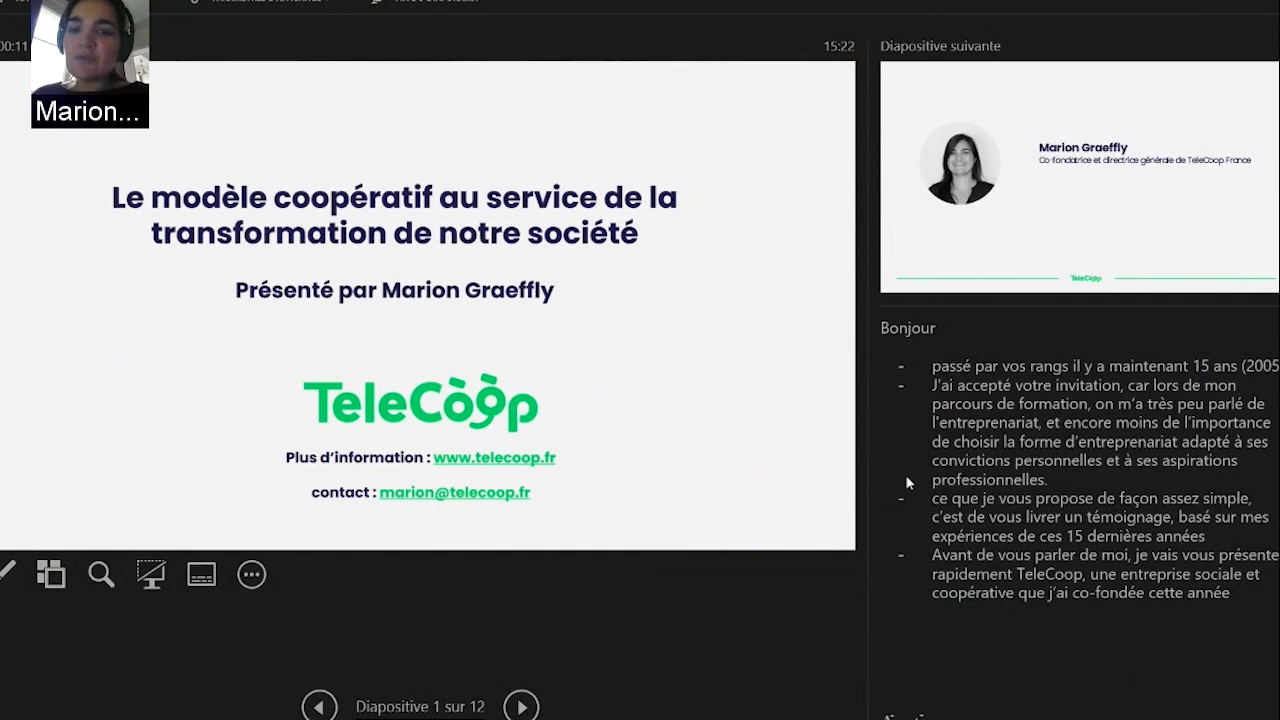 00:11
15:22
Diapositive suivante
Marion...
Le modèle coopératif au service de la
transformation de notre société
Présenté par Marion Graeffly
TeleCoop
Plus d'information : www.telecoop.fr
contact : marion@telecoop.fr
Marion Graeffly
Co-fondatrice et directrice générale de TeleCoop France
TeleCoop
Bonjour
- passé par vos rangs il y a maintenant 15 ans (2005
- J'ai accepté votre invitation, car lors de mon
parcours de formation, on m'a très peu parlé de
l'entreprenariat, et encore moins de l'importance
de choisir la forme d'entreprenariat adapté à ses
convictions personnelles et à ses aspirations
professionnelles.
- ce que je vous propose de façon assez simple,
c'est de vous livrer un témoignage, basé sur mes
expériences de ces 15 dernières années
- Avant de vous parler de moi, je vais vous présente
rapidement TeleCoop, une entreprise sociale et
coopérative que j'ai co-fondée cette année
Diapositive 1 sur 12